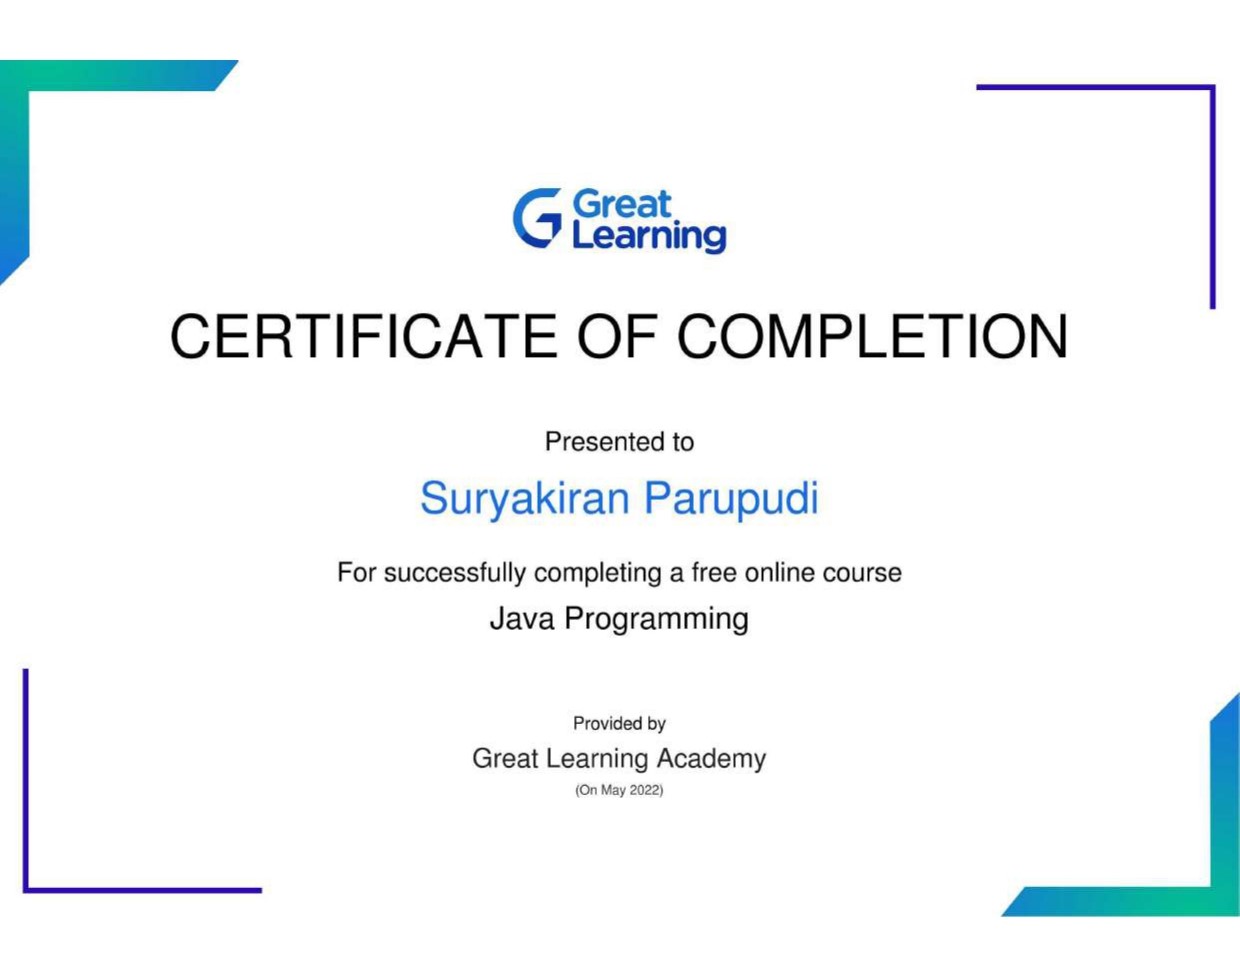 Great
Learning
CERTIFICATE OF COMPLETION
Presented to
Suryakiran Parupudi
For successfully completing a free online course
Java Programming
Provided by
Great Learning Academy
(On May 2022)